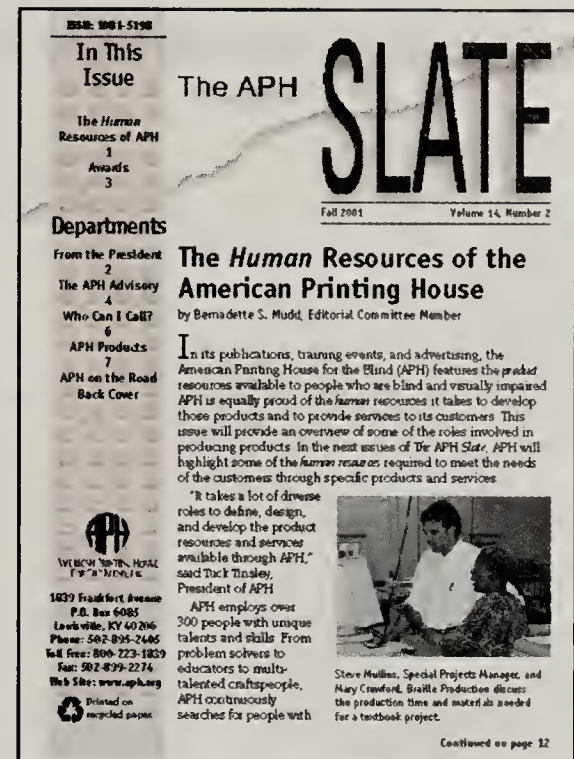 ISSN: 1081-5198
In This
Issue
The Human
Resources of APH
1
Awards
3
Departments
From the President
2
The APH Advisory
4
Who Can I Call?
6
APH Products
7
APH on the Road
Back Cover
APH
AMERICAN PRINTING HOUSE
FOR THE BLIND, INC.
1839 Frankfort Avenue
P.O. Box 6085
Louisville, KY 40206
Phone: 502-895-2405
Toll Free: 800-223-1839
Fax: 502-899-2274
Web Site: www.aph.org
Printed on
recycled paper.
The APH
SLATE
Fall 2001 Volume 14, Number 2
The Human Resources of the
American Printing House
by Bernadette S. Mudd, Editorial Committee Member
In its publications, training events, and advertising, the
American Printing House for the Blind (APH) features the product
resources available to people who are blind and visually impaired
APH is equally proud of the human resources it takes to develop
those products and to provide services to its customers. This
issue will provide an overview of some of the roles involved in
producing products. In the next issues of The APH Slate, APH will
highlight some of the human resources required to meet the needs
of the customers through specific products and services
"It takes a lot of diverse
roles to define, design,
and develop the product
resources and services
available through APH,"
said Tuck Tinsley,
President of APH
APH employs over
300 people with unique
talents and skills. From
problem solvers to
educators to multi-
talented craftspeople,
APH continuously
searches for people with
Steve Mullins, Special Projects Manager, and
Mary Crawford, Braille Production discuss
the production time and materials needed
for a textbook project.
Continued on page 12